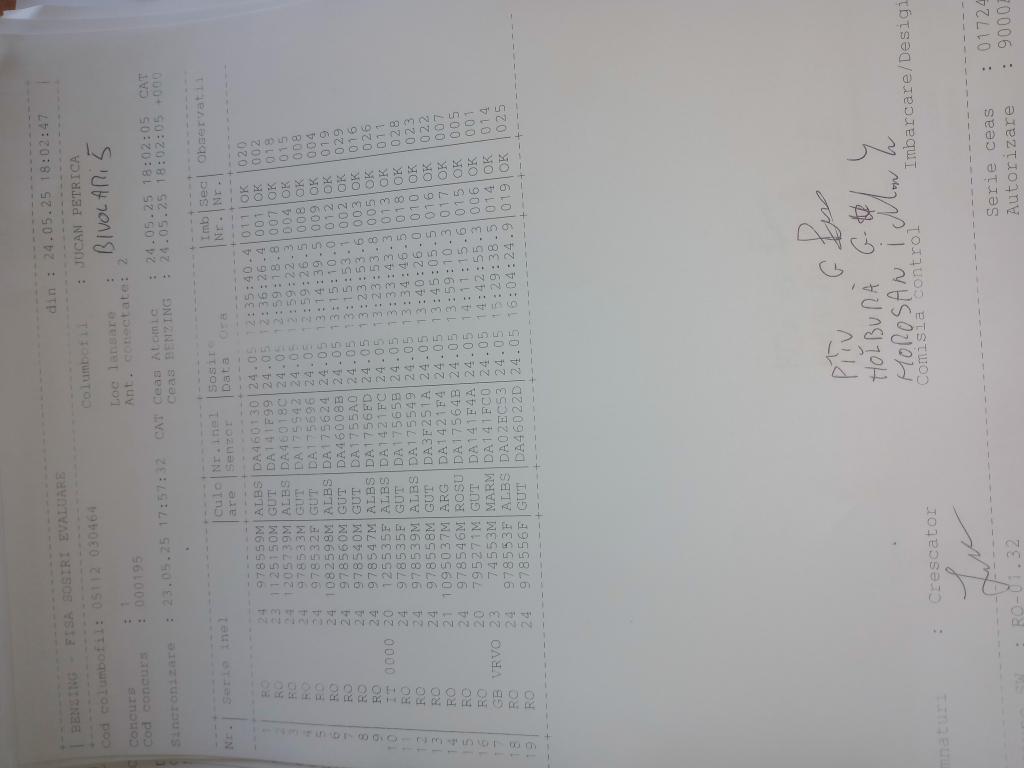 BENZING - FISA SOSIRI EVALUARE din : 24.05.25 18:02:47
Cod columbofil: 05112 030464 Columbofil : JUCAN PETRICA
Loc lansare : BIVOLARI 5
Concurs : 1 Ant. conectate: 2
Cod concurs : 000195
Sincronizare : 23.05.25 17:57:32 CAT Ceas Atomic : 24.05.25 18:02:05 CAT
Ceas BENZING : 24.05.25 18:02:05 +000
Nr. Serie inel Culo Nr.inel Sosire Imb Sec Observatii
are Senzor Data Ora Nr. Nr.
1 RO 24 978559M ALBS DA460130 24.05 12:35:40.4 011 OK 020
2 RO 23 1125150M GUT DA141F99 24.05 12:36:26.4 001 OK 002
3 RO 24 1205739M ALBS DA46018C 24.05 12:59:18.8 007 OK 018
4 RO 24 978533M GUT DA175542 24.05 12:59:22.3 004 OK 015
5 RO 24 978532F GUT DA175596 24.05 12:59:26.5 008 OK 008
6 RO 24 1082598M ALBS DA175624 24.05 13:14:39.5 009 OK 004
7 RO 24 978560M GUT DA46008B 24.05 13:15:10.0 012 OK 019
8 RO 24 978540M GUT DA1755A0 24.05 13:15:53.1 002 OK 029
9 RO 24 978547M ALBS DA1756FD 24.05 13:23:53.6 003 OK 016
10 IT 0000 20 125535F ALBS DA1421FC 24.05 13:23:53.8 005 OK 026
11 RO 24 978535F GUT DA17565B 24.05 13:33:43.3 013 OK 011
12 RO 24 978539M ALBS DA175549 24.05 13:34:46.5 018 OK 028
13 RO 24 978558M GUT DA3F251A 24.05 13:40:26.0 010 OK 023
14 RO 21 1095037M ARG DA1421F4 24.05 13:45:05.5 016 OK 022
15 RO 24 978546M ROSU DA17564B 24.05 13:59:10.3 017 OK 007
16 RO 20 795271M GUT DA141F4A 24.05 14:11:15.6 015 OK 005
17 GB VRVO 23 74553M MARM DA141FC0 24.05 14:42:55.3 006 OK 001
18 RO 24 978553F ALBS DA02EC53 24.05 15:29:38.5 014 OK 014
19 RO 24 978556F GUT DA46022D 24.05 16:04:24.9 019 OK 025
PÎȚU G
HOȚBUNĂ G.
MOROȘAN I
mnaturi : Crescator Comisia control Imbarcare/Desigi
Serie ceas : 01724
SW : RO-01.32 Autorizare : 9000